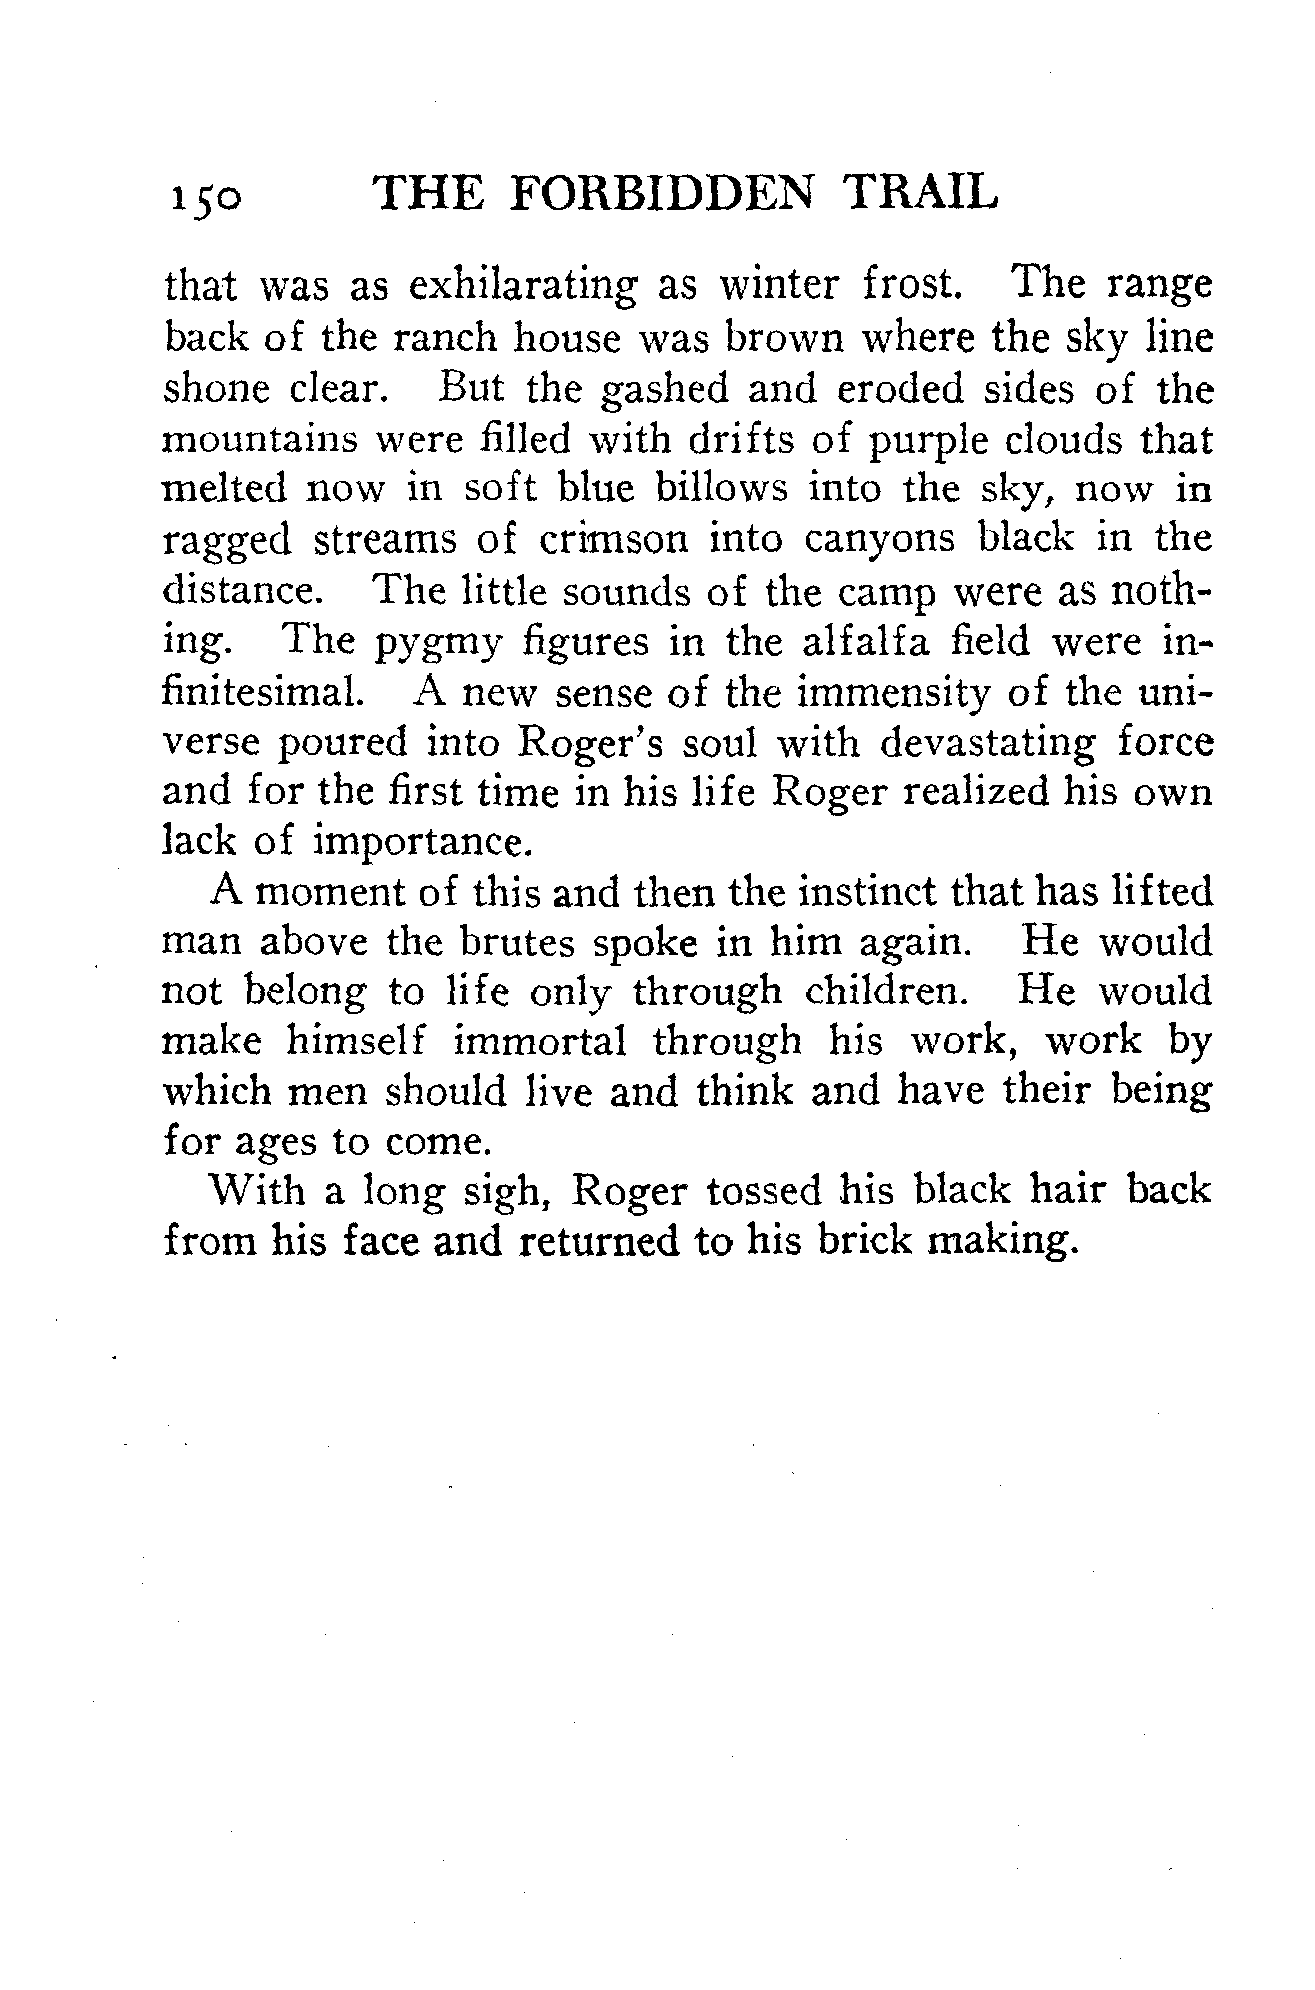 150 THE FORBIDDEN TRAIL
that was as exhilarating as winter frost. The range
back of the ranch house was brown where the sky line
shone clear. But the gashed and eroded sides of the
mountains were filled with drifts of purple clouds that
melted now in soft blue billows into the sky, now in
ragged streams of crimson into canyons black in the
distance. The little sounds of the camp were as noth-
ing. The pygmy figures in the alfalfa field were in-
finitesimal. A new sense of the immensity of the uni-
verse poured into Roger's soul with devastating force
and for the first time in his life Roger realized his own
lack of importance.
A moment of this and then the instinct that has lifted
man above the brutes spoke in him again. He would
not belong to life only through children. He would
make himself immortal through his work, work by
which men should live and think and have their being
for ages to come.
With a long sigh, Roger tossed his black hair back
from his face and returned to his brick making.